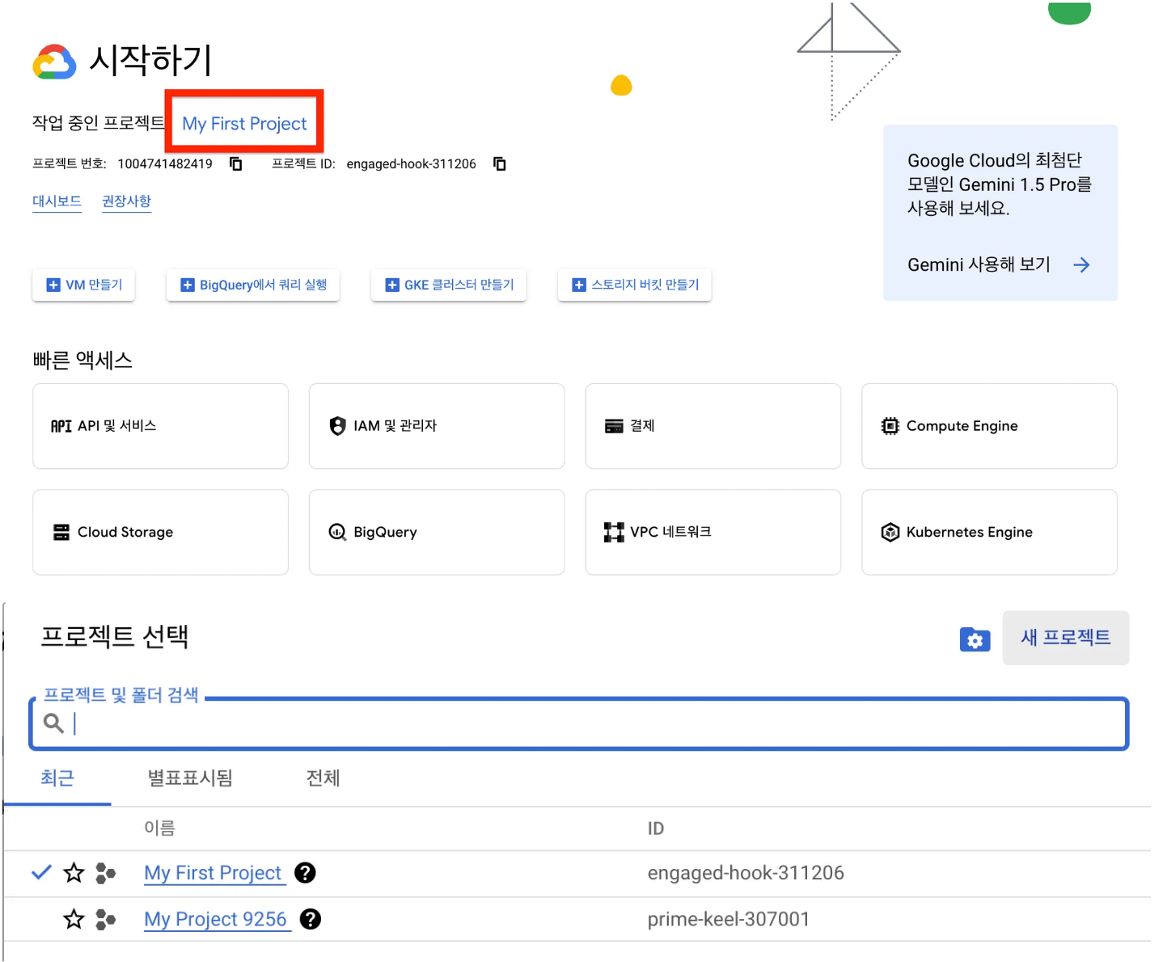 시작하기
작업 중인 프로젝트 My First Project
프로젝트 번호: 1004741482419 프로젝트 ID: engaged-hook-311206
대시보드 권장사항
Google Cloud의 최첨단
모델인 Gemini 1.5 Pro를
사용해 보세요.
Gemini 사용해 보기
VM 만들기 BigQuery에서 쿼리 실행 GKE 클러스터 만들기 스토리지 버킷 만들기
빠른 액세스
API API 및 서비스 IAM 및 관리자 결제 Compute Engine
Cloud Storage BigQuery VPC 네트워크 Kubernetes Engine
프로젝트 선택 새 프로젝트
프로젝트 및 폴더 검색
최근 별표표시됨 전체
이름 ID
My First Project engaged-hook-311206
My Project 9256 prime-keel-307001